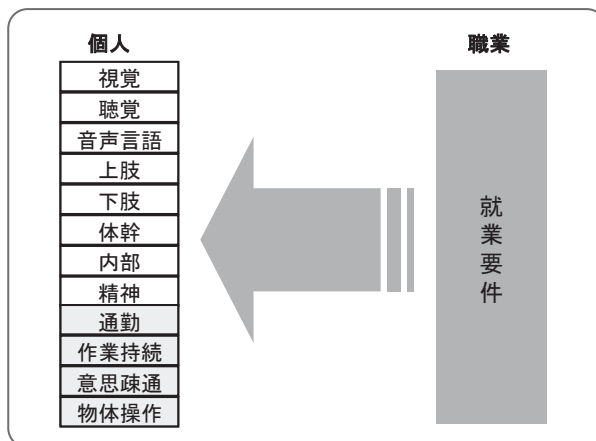 個人
視覚
聴覚
音声言語
上肢
下肢
体幹
内部
精神
通勤
作業持続
意思疎通
物体操作
職業
就業要件